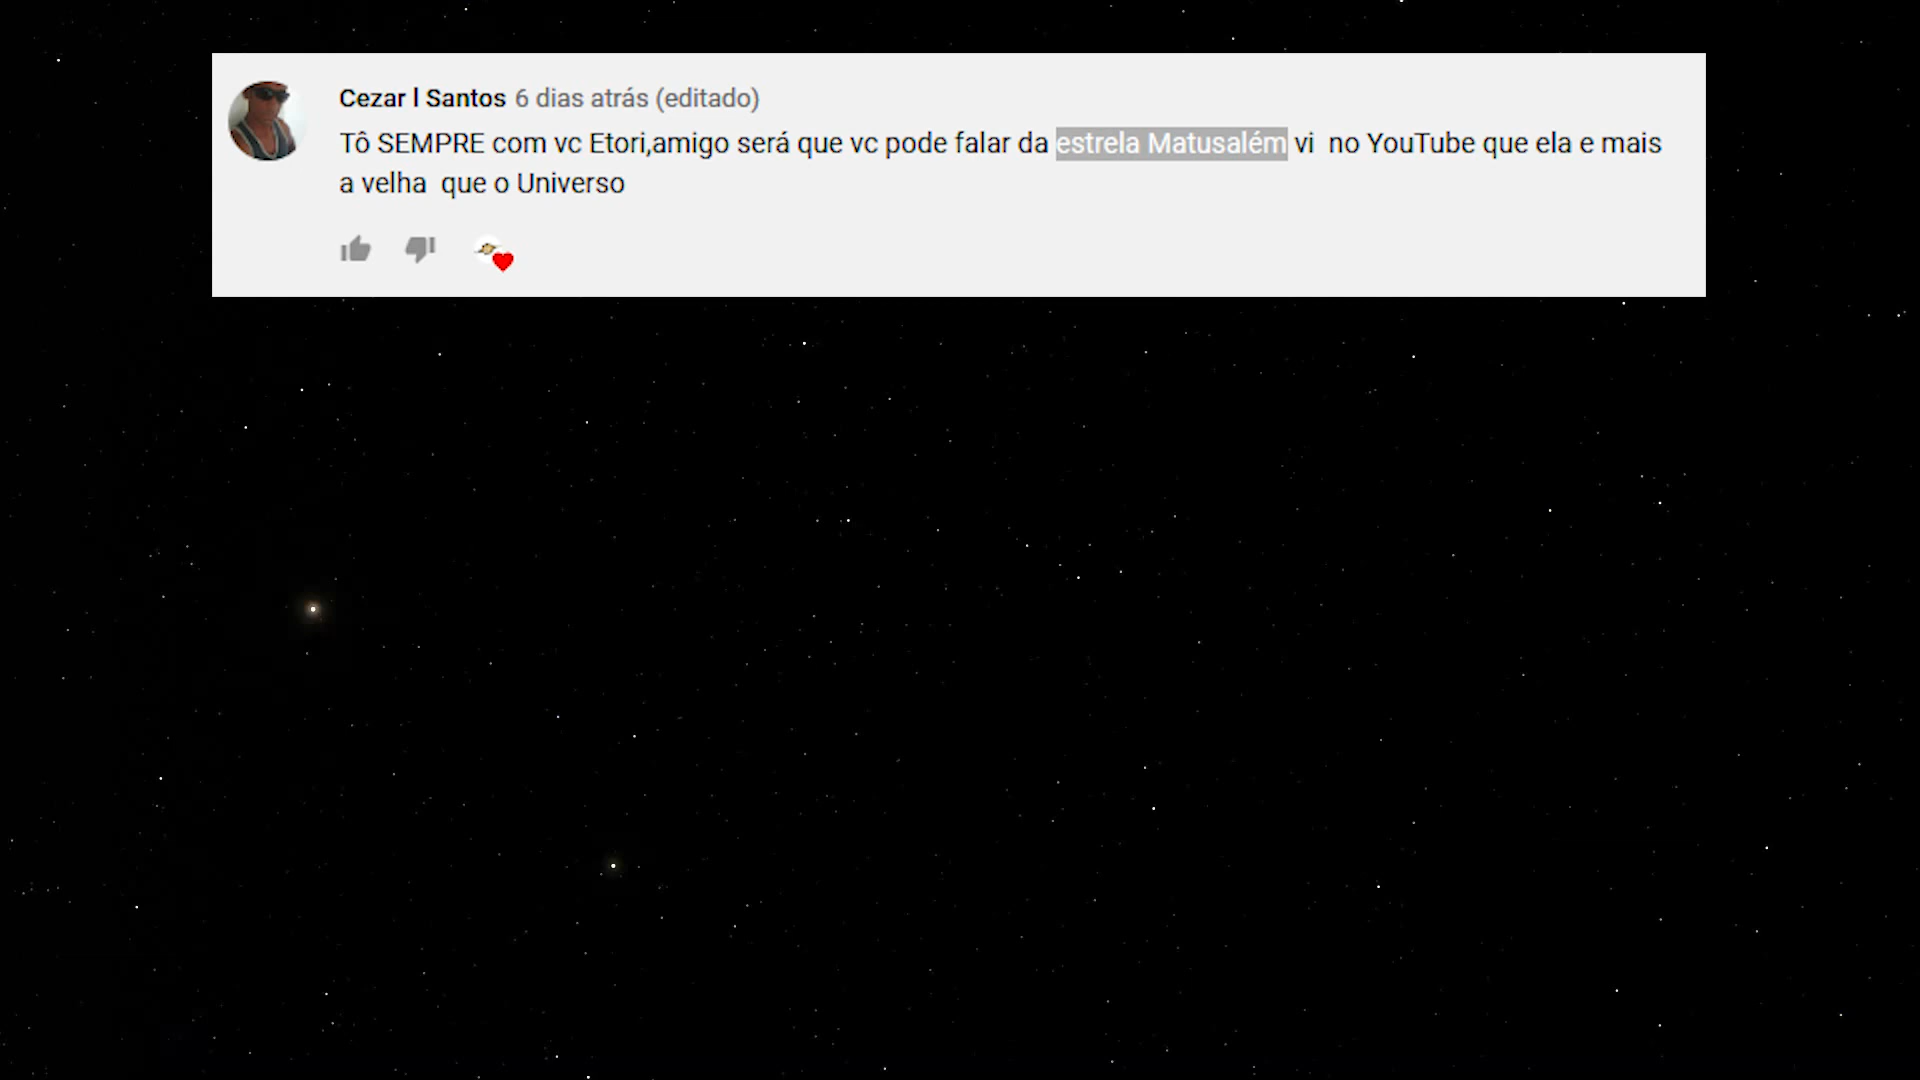 Cezar l Santos 6 dias atrás (editado)
Tô SEMPRE com vc Etori,amigo será que vc pode falar da estrela Matusalém vi  no YouTube que ela e mais
a velha  que o Universo